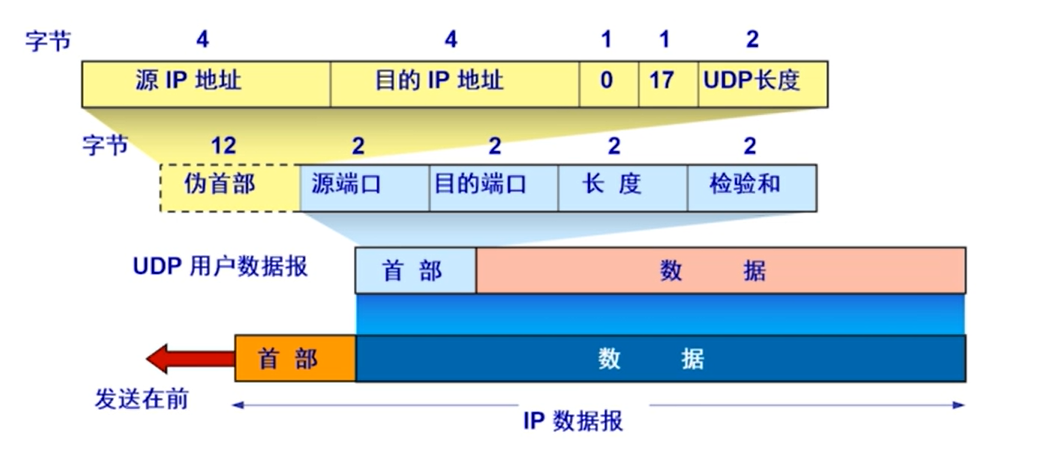 字节 4 4 1 1 2
源 IP 地址 目的 IP 地址 0 17 UDP长度
字节 12 2 2 2 2
伪首部 源端口 目的端口 长 度 检验和
UDP 用户数据报 首 部 数 据
首 部 数 据
发送在前
IP 数据报